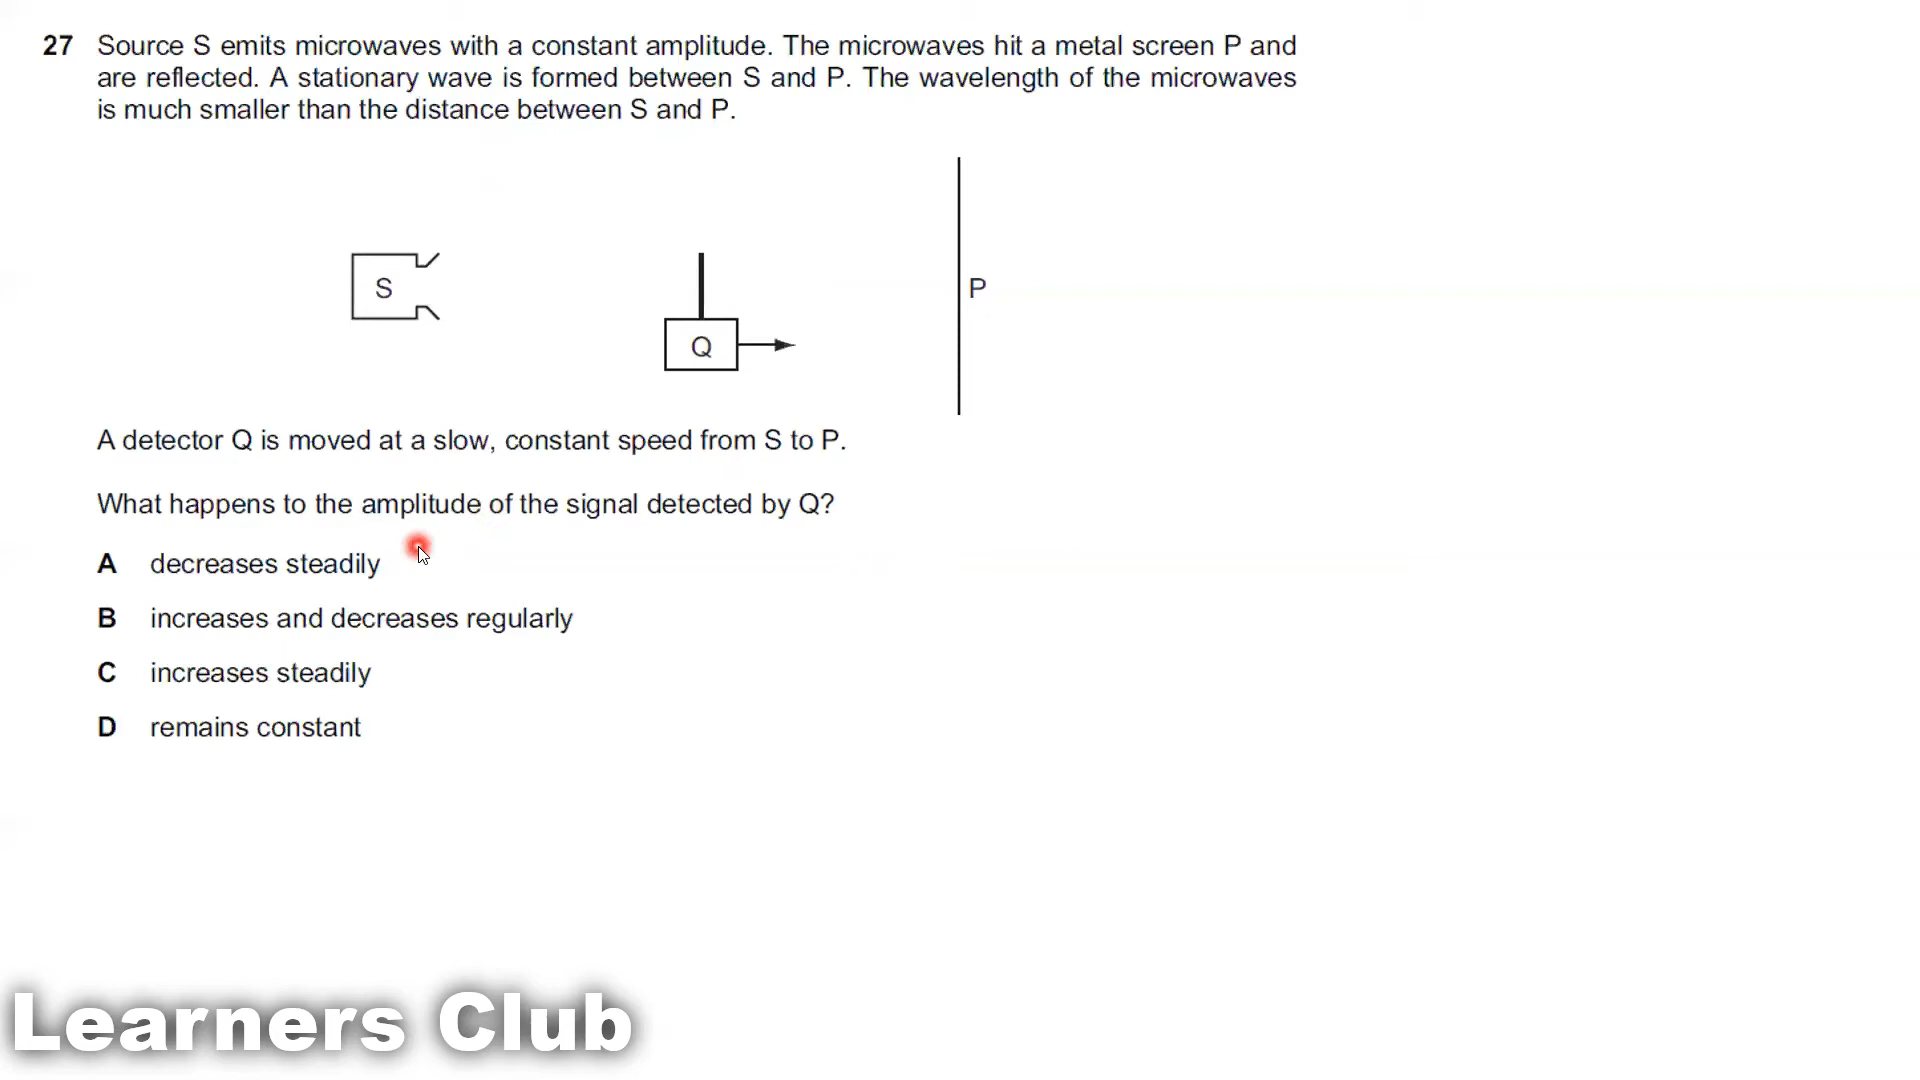 27 Source S emits microwaves with a constant amplitude. The microwaves hit a metal screen P and
are reflected. A stationary wave is formed between S and P. The wavelength of the microwaves
is much smaller than the distance between S and P.
S
P
Q
A detector Q is moved at a slow, constant speed from S to P.
What happens to the amplitude of the signal detected by Q?
A decreases steadily
B increases and decreases regularly
C increases steadily
D remains constant
Learners Club